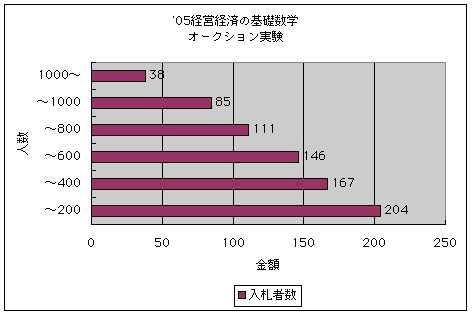 '05経営経済の基礎数学
オークション実験
人数
1000～ 38
～1000 85
～800 111
～600 146
～400 167
～200 204
0 50 100 150 200 250
金額
入札者数